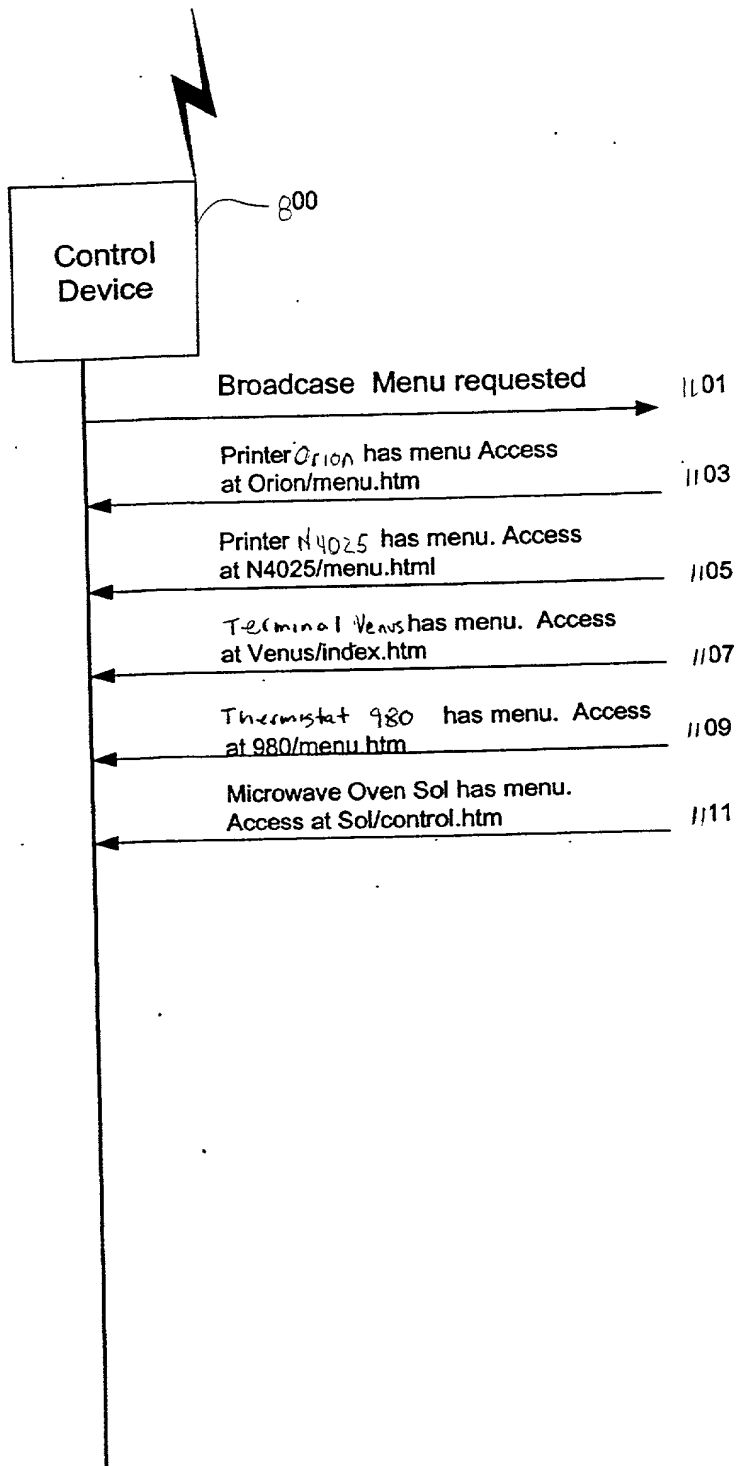 800
Control
Device
Broadcase Menu requested 1101
Printer Orion has menu Access
at Orion/menu.htm 1103
Printer N4025 has menu. Access
at N4025/menu.html 1105
Terminal Venus has menu. Access
at Venus/index.htm 1107
Thermistat 980 has menu. Access
at 980/menu.htm 1109
Microwave Oven Sol has menu.
Access at Sol/control.htm 1111